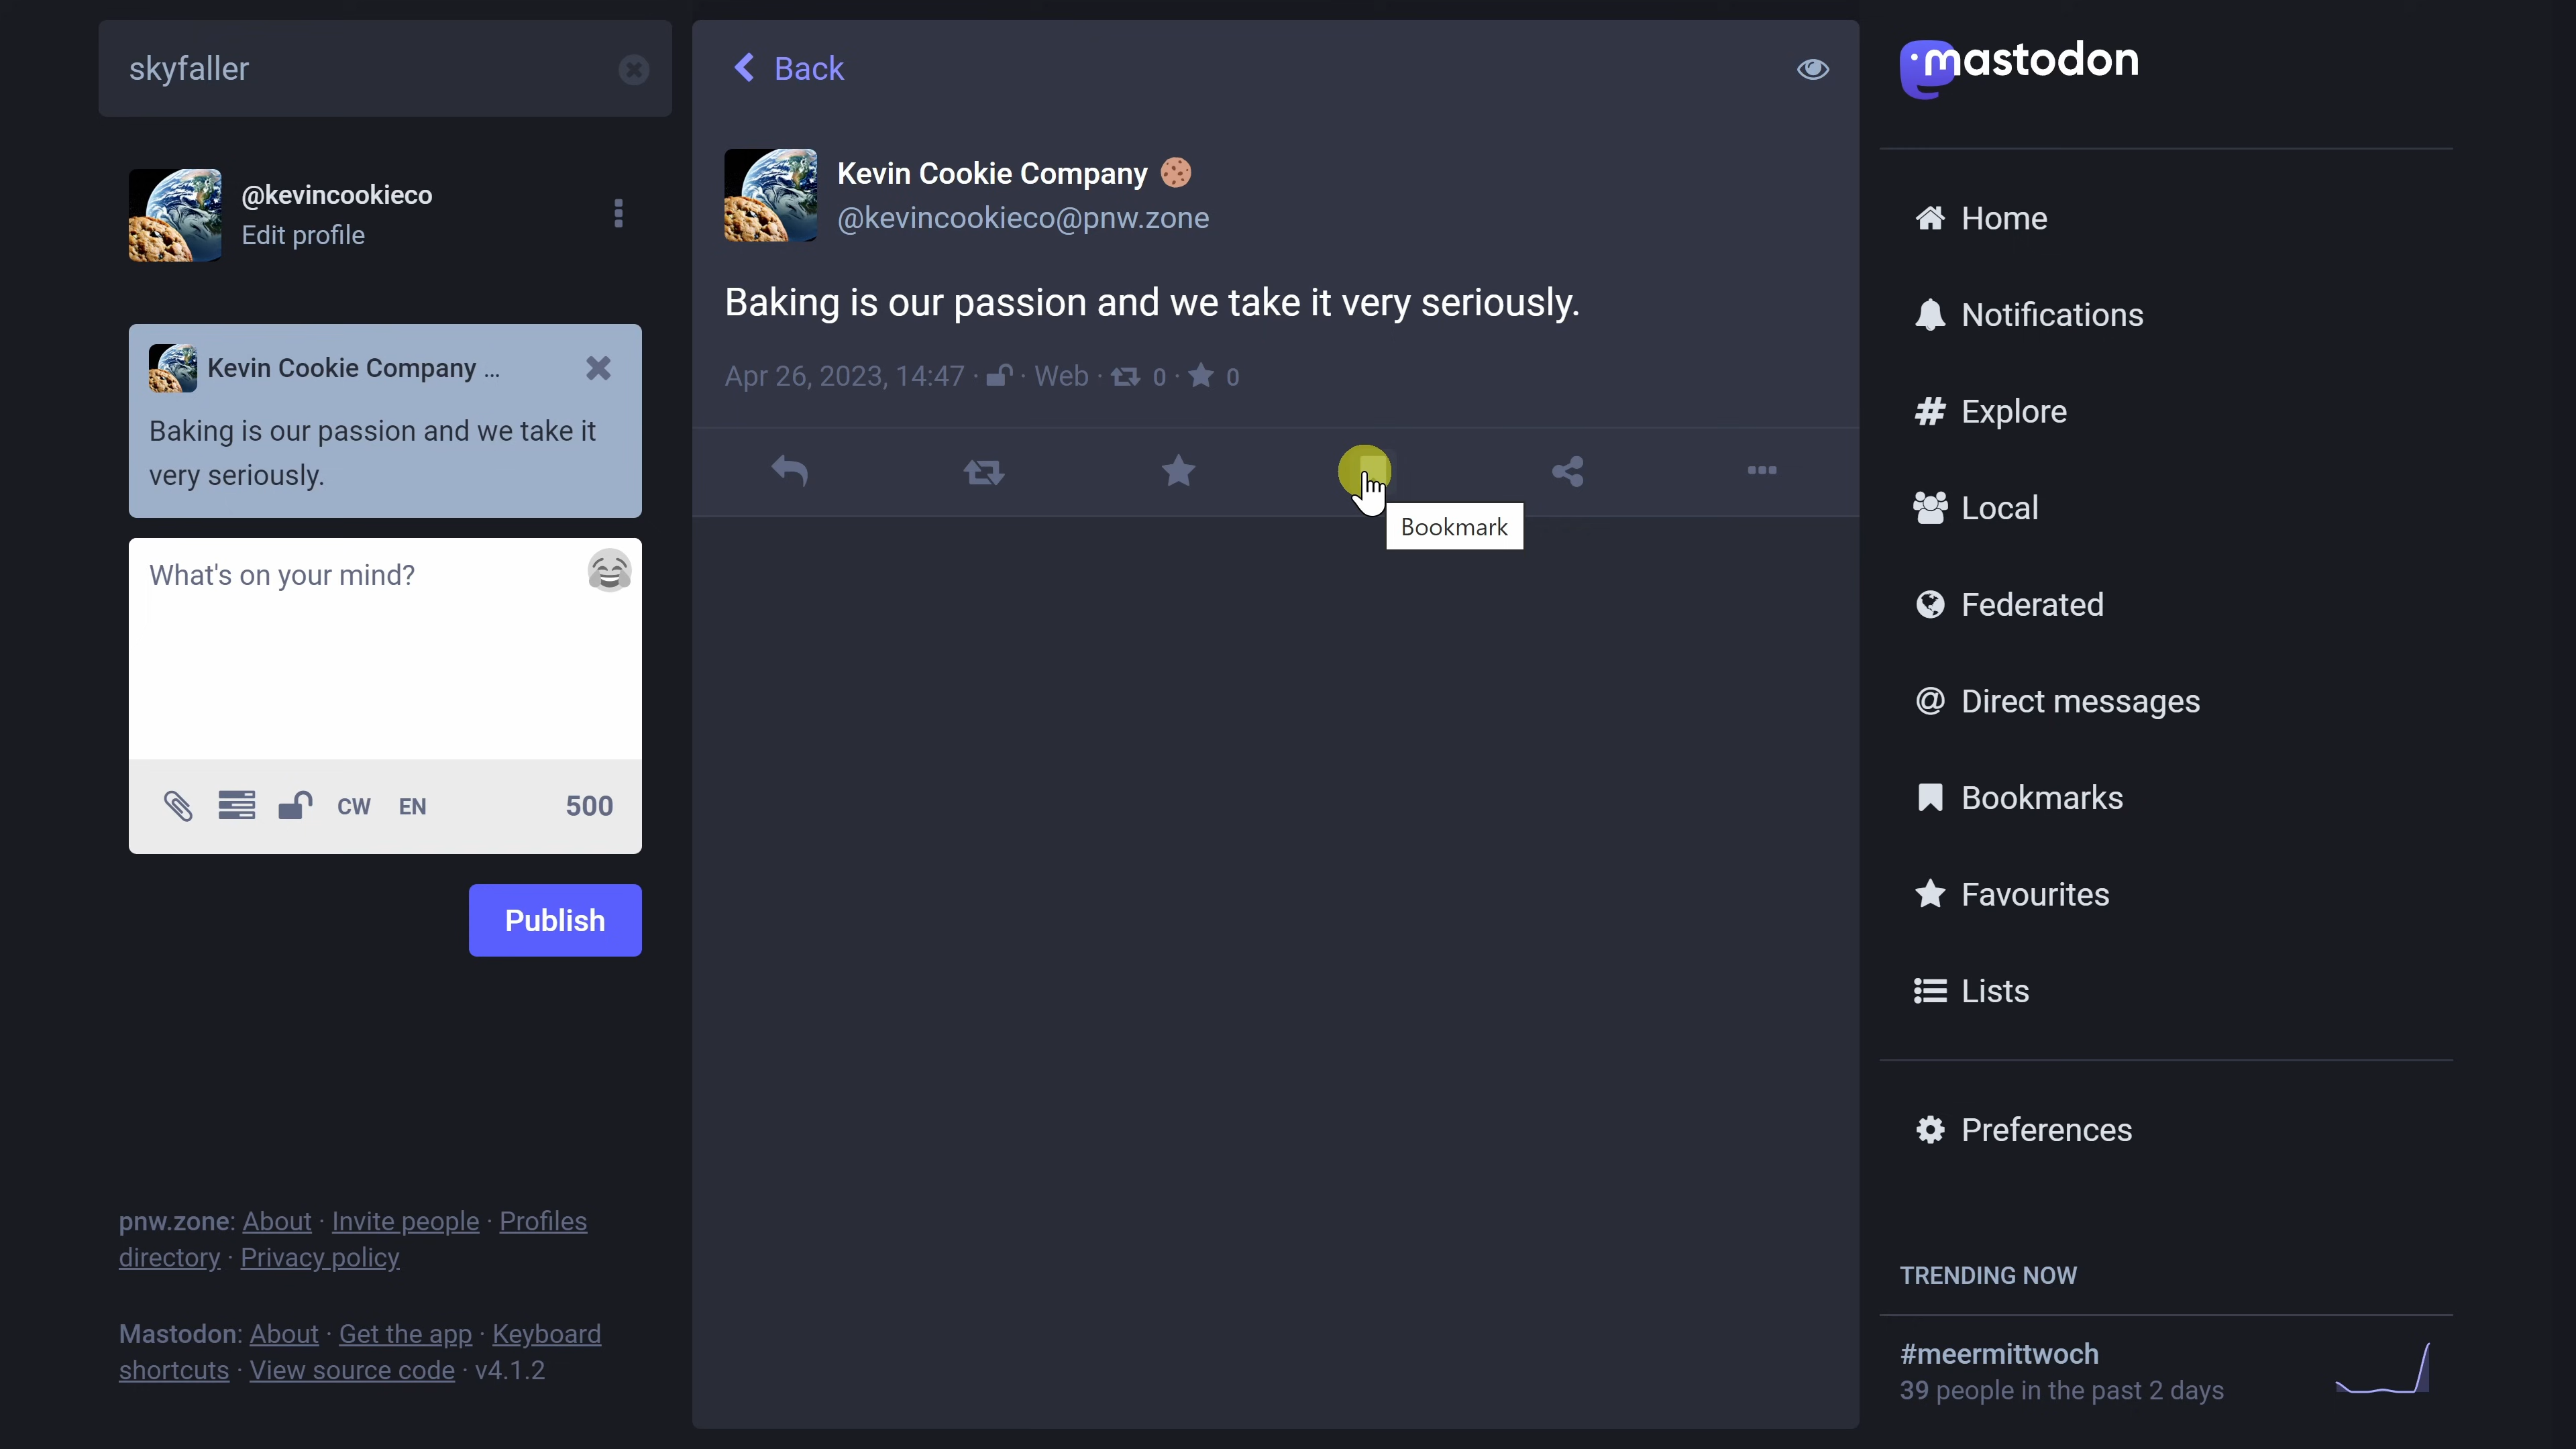 skyfaller
@kevincookieco
Edit profile
Kevin Cookie Company ...
Baking is our passion and we take it
very seriously.
What's on your mind?
CW EN 500
Publish
pnw.zone: About · Invite people · Profiles
directory · Privacy policy
Mastodon: About · Get the app · Keyboard
shortcuts · View source code · v4.1.2
Back
Kevin Cookie Company
@kevincookieco@pnw.zone
Baking is our passion and we take it very seriously.
Apr 26, 2023, 14:47 · · Web · 0 · 0
Bookmark
mastodon
Home
Notifications
# Explore
Local
Federated
@ Direct messages
Bookmarks
Favourites
Lists
Preferences
TRENDING NOW
#meermittwoch
39 people in the past 2 days